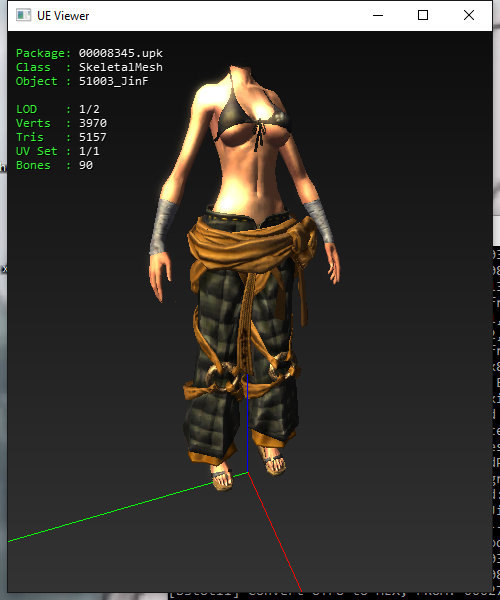 UE Viewer
Package: 00008345.upk
Class : SkeletalMesh
Object : 51003_JinF
LOD : 1/2
Verts : 3970
Tris : 5157
UV Set : 1/1
Bones : 90